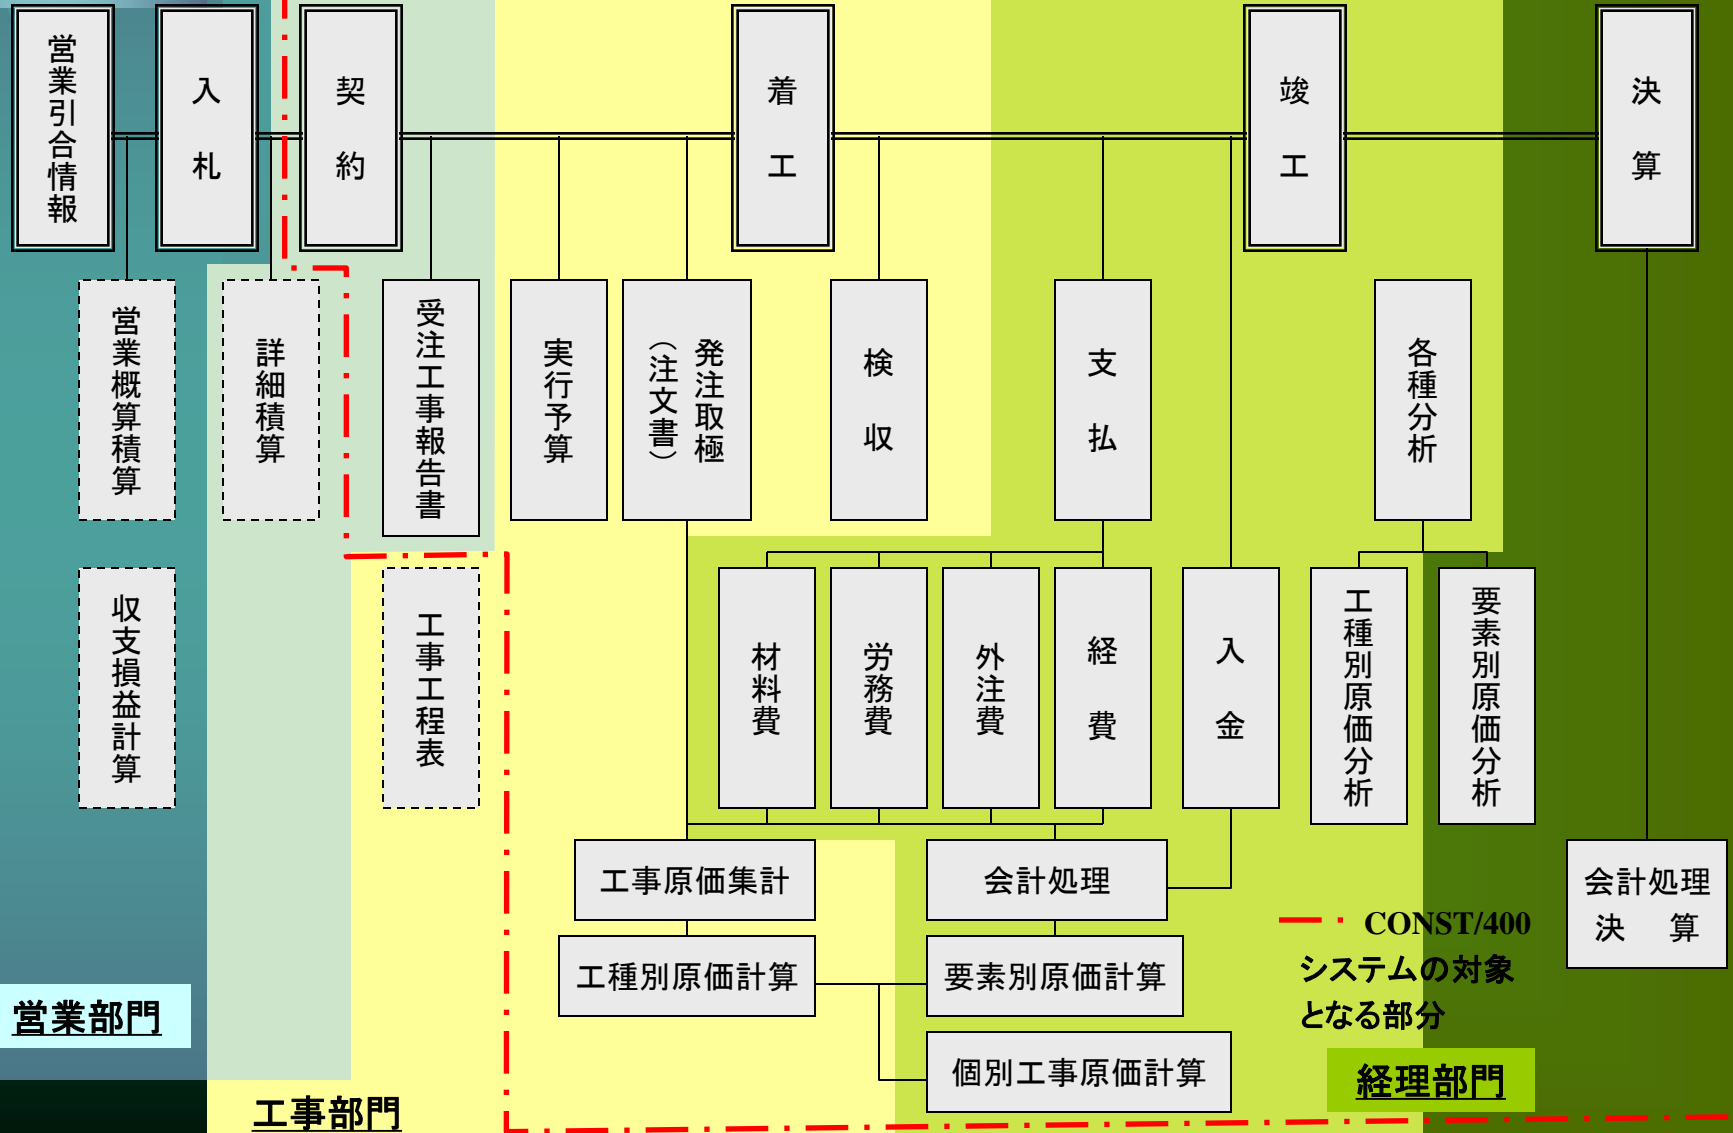 営業引合情報
入札
契約
着工
竣工
決算
営業概算積算
詳細積算
受注工事報告書
実行予算
発注取極
（注文書）
検収
支払
各種分析
収支損益計算
工事工程表
材料費
労務費
外注費
経費
入金
工種別原価分析
要素別原価分析
工事原価集計
会計処理
会計処理
決　算
工種別原価計算
要素別原価計算
個別工事原価計算
CONST/400
システムの対象
となる部分
営業部門
工事部門
経理部門